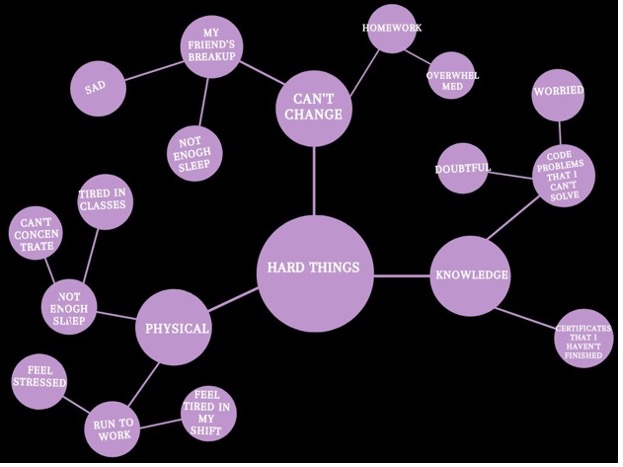 HOMEWORK
MY
FRIEND'S
BREAKUP
OVERWHEL
MED
SAD
WORRIED
CAN'T
CHANGE
NOT
ENOGH
SLEEP
CODE
PROBLEMS
THAT I
CAN'T
SOLVE
DOUBTFUL
TIRED IN
CLASSES
CAN'T
CONCEN
TRATE
HARD THINGS
KNOWLEDGE
NOT
ENOGH
SLEEP
PHYSICAL
CERTIFICATES
THAT I
HAVEN'T
FINISHED
FEEL
STRESSED
FEEL
TIRED IN
MY
SHIFT
RUN TO
WORK